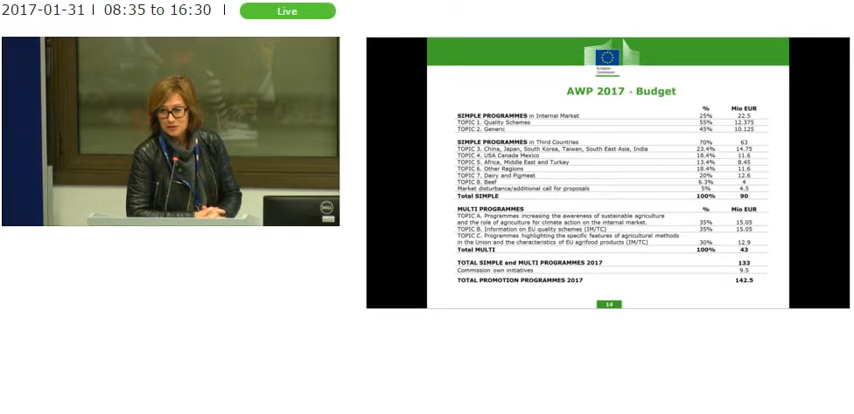 2017-01-31 | 08:35 to 16:30 |
Live
DELL
European
Commission
AWP 2017 - Budget
% Mio EUR
SIMPLE PROGRAMMES in Internal Market 25% 22.5
TOPIC 1. Quality Schemes 55% 12.375
TOPIC 2. Generic 45% 10.125
SIMPLE PROGRAMMES in Third Countries 70% 63
TOPIC 3. China, Japan, South Korea, Taiwan, South East Asia, India 23.4% 14.75
TOPIC 4. USA Canada Mexico 18.4% 11.6
TOPIC 5. Africa, Middle East and Turkey 13.4% 8.45
TOPIC 6. Other Regions 18.4% 11.6
TOPIC 7. Dairy and Pigmeat 20% 12.6
TOPIC 8. Beef 6.3% 4
Market disturbance/additional call for proposals 5% 4.5
Total SIMPLE 100% 90
MULTI PROGRAMMES % Mio EUR
TOPIC A. Programmes increasing the awareness of sustainable agriculture
and the role of agriculture for climate action on the internal market. 35% 15.05
TOPIC B. Information on EU quality schemes (IM/TC) 35% 15.05
TOPIC C. Programmes highlighting the specific features of agricultural methods
in the Union and the characteristics of EU agrifood products (IM/TC) 30% 12.9
Total MULTI 100% 43
TOTAL SIMPLE and MULTI PROGRAMMES 2017 133
Commission own initiatives 9.5
TOTAL PROMOTION PROGRAMMES 2017 142.5
14